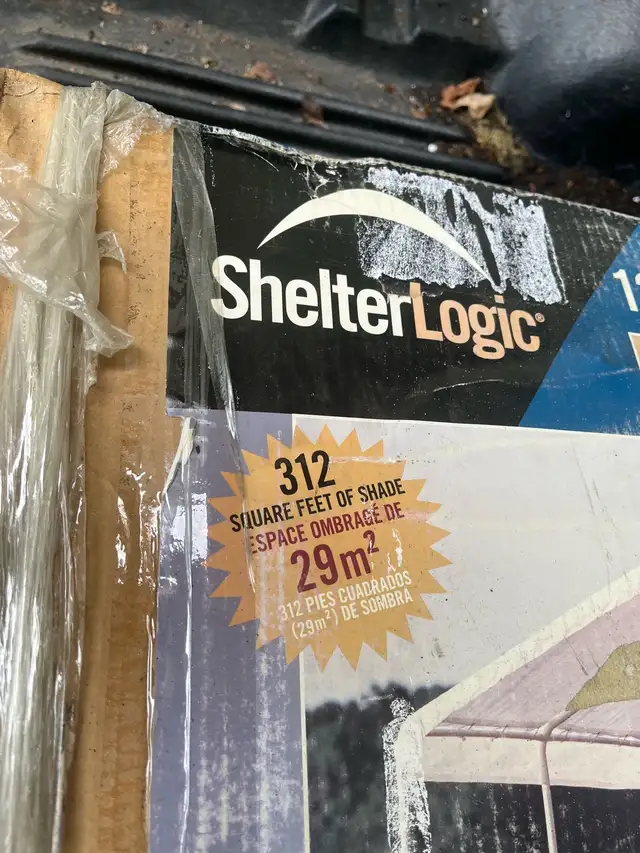 ShelterLogic®
312
SQUARE FEET OF SHADE
ESPACE OMBRAGÉ DE
29m²
312 PIES CUADRADOS
(29m²) DE SOMBRA